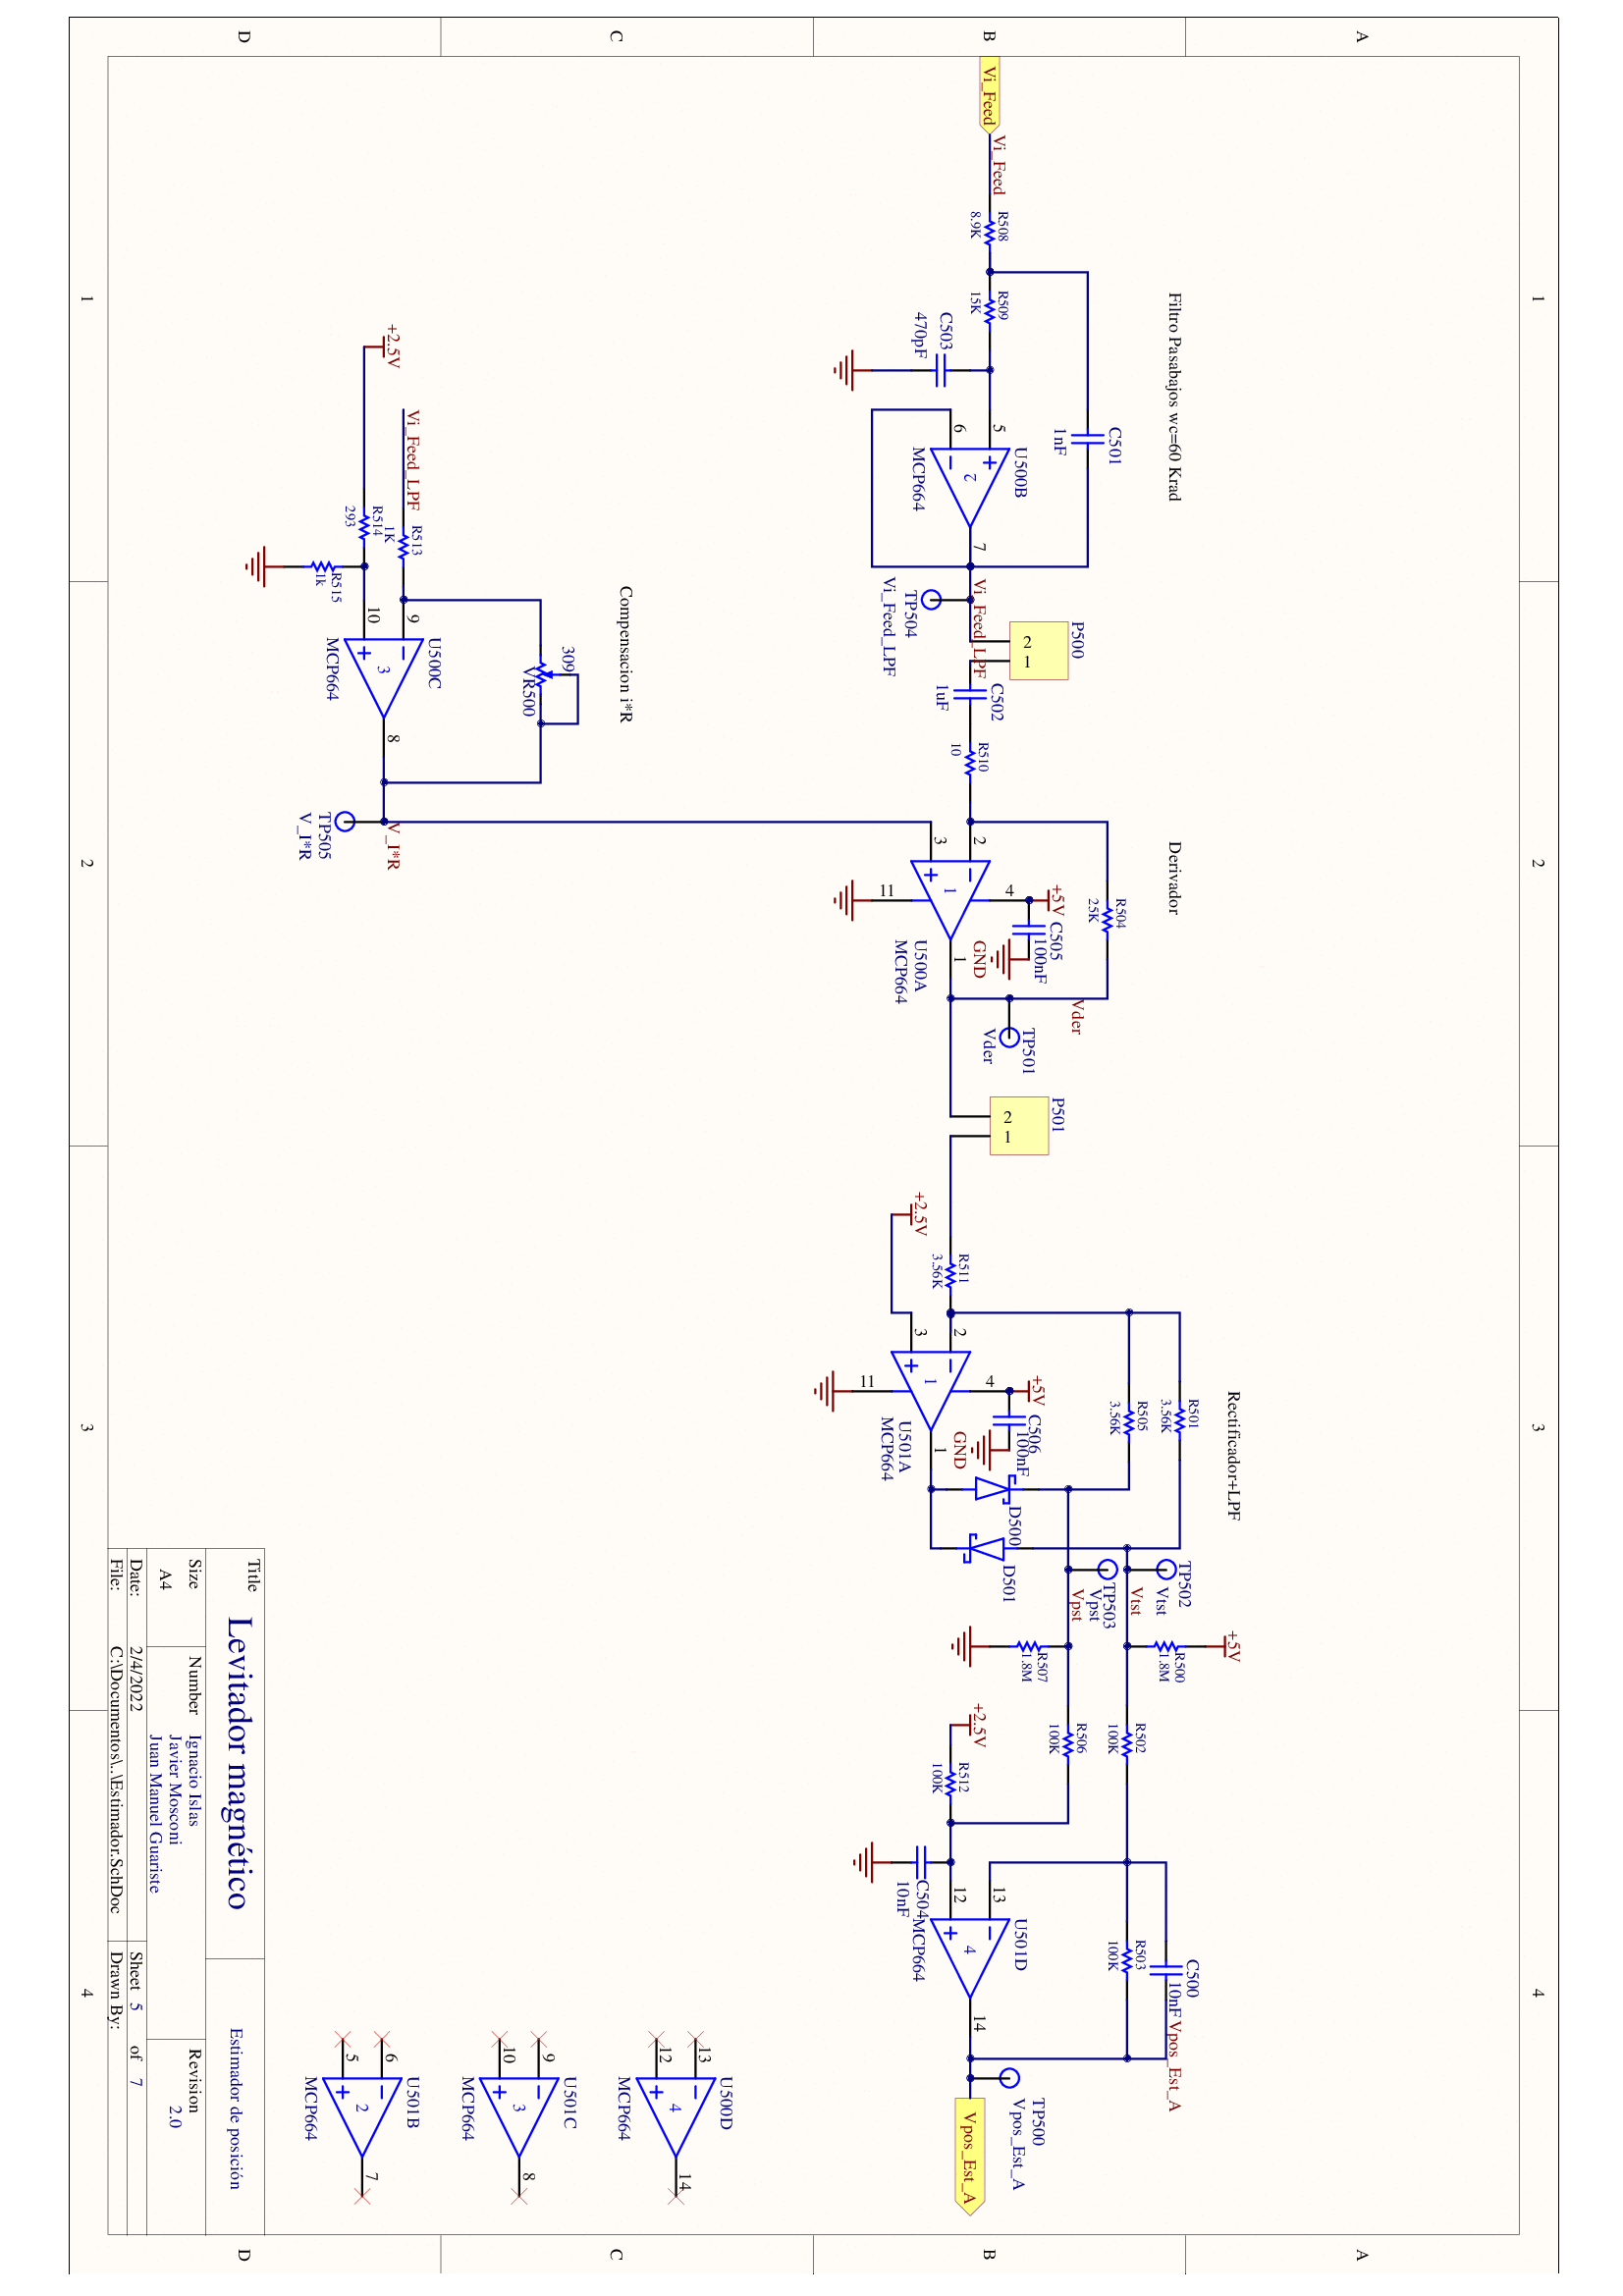 Filtro Pasabajos wc=60 Krad
Derivador
Rectificador+LPF
Compensacion i*R
Vi_Feed
Vi_Feed
R508
8.9K
R509
15K
C503
470pF
C501
1nF
5
6
7
2
U500B
MCP664
Vi_Feed_LPF
TP504
Vi_Feed_LPF
P500
2
1
C502
1uF
R510
10
2
3
1
4
11
1
+5V
C505
100nF
GND
U500A
MCP664
R504
25K
Vder
TP501
Vder
P501
2
1
+2.5V
R511
3.56K
2
3
1
4
11
1
+5V
C506
100nF
GND
U501A
MCP664
R501
3.56K
R505
3.56K
D500
D501
TP502
Vtst
Vtst
TP503
Vpst
Vpst
+5V
R500
1.8M
R507
1.8M
R502
100K
R506
100K
+2.5V
R512
100K
C504
10nF
13
12
4
14
U501D
MCP664
R503
100K
C500
10nF
Vpos_Est_A
TP500
Vpos_Est_A
Vpos_Est_A
+2.5V
Vi_Feed_LPF
R513
1K
R514
293
R515
1k
9
10
3
8
U500C
MCP664
309
VR500
V_I*R
TP505
V_I*R
13
12
4
14
U500D
MCP664
9
10
3
8
U501C
MCP664
6
5
2
7
U501B
MCP664
Title
Levitador magnético
Estimador de posición
Size
A4
Number
Ignacio Islas
Javier Mosconi
Juan Manuel Guariste
Revision
2.0
Date:
2/4/2022
Sheet 5 of 7
File:
C:\Documentos\..\Estimador.SchDoc
Drawn By:
1
2
3
4
1
2
3
4
A
B
C
D
A
B
C
D